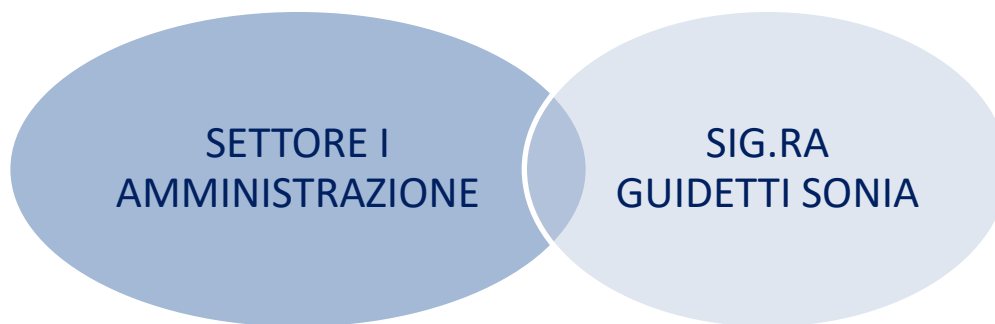 SETTORE I
AMMINISTRAZIONE
SIG.RA
GUIDETTI SONIA